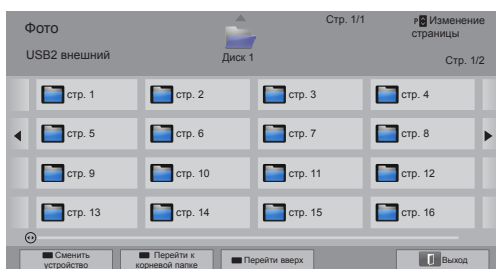 Фото
Стр. 1/1
P Изменение
страницы
USB2 внешний
Диск 1
Стр. 1/2
стр. 1
стр. 2
стр. 3
стр. 4
стр. 5
стр. 6
стр. 7
стр. 8
стр. 9
стр. 10
стр. 11
стр. 12
стр. 13
стр. 14
стр. 15
стр. 16
Сменить
устройство
Перейти к
корневой папке
Перейти вверх
Выход